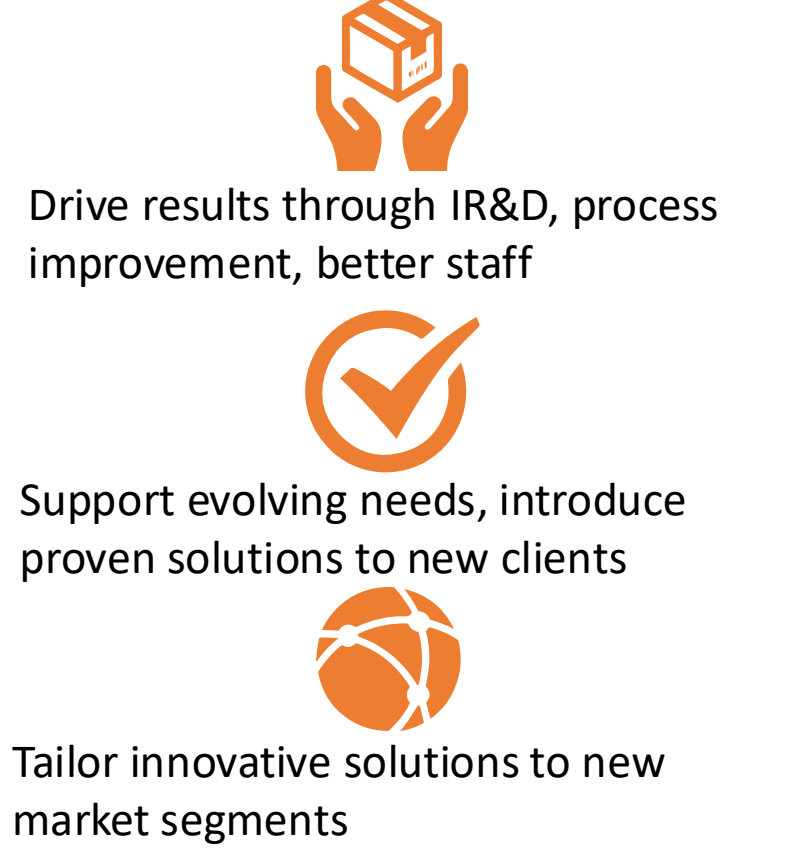 Drive results through IR&D, process
improvement, better staff
Support evolving needs, introduce
proven solutions to new clients
Tailor innovative solutions to new
market segments